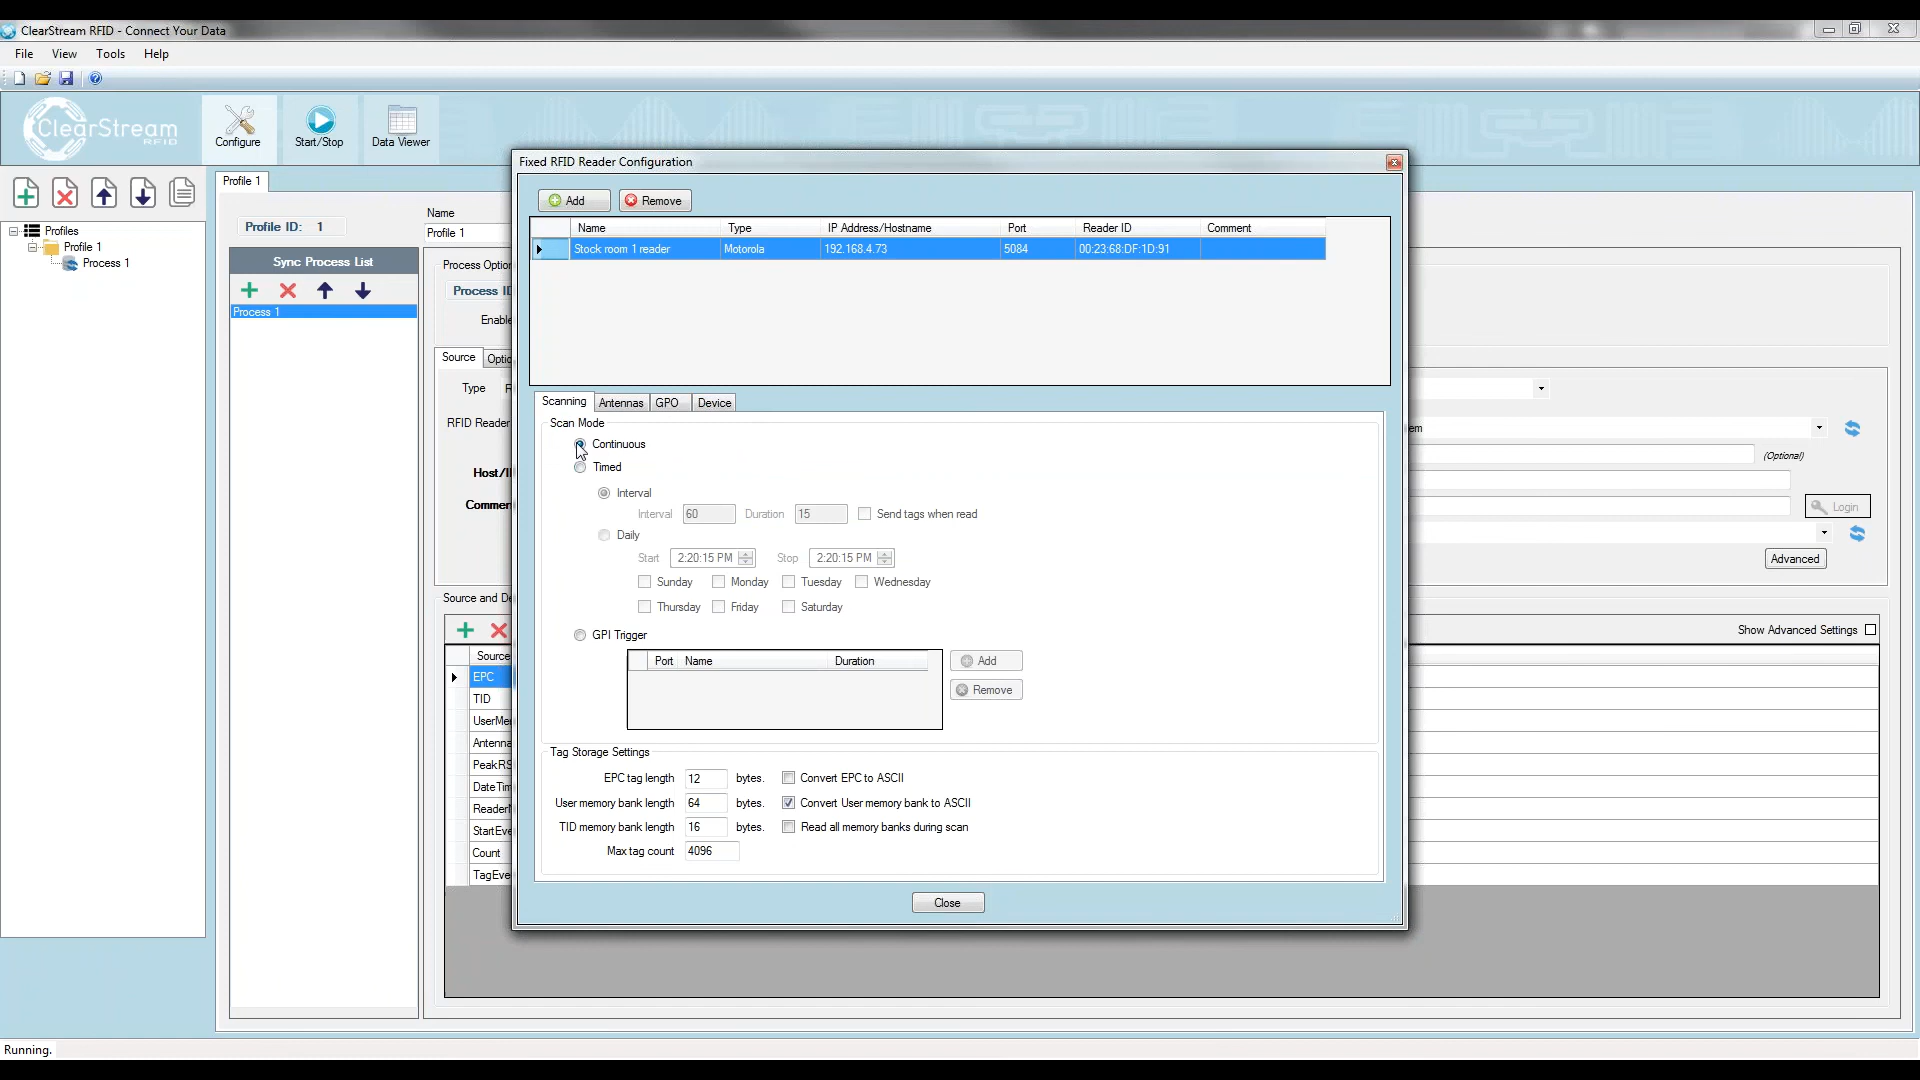 ClearStream RFID - Connect Your Data
File View Tools Help
ClearStream
RFID
Configure
Start/Stop
Data Viewer
Profiles
Profile 1
Process 1
Profile 1
Profile ID: 1
Name
Profile 1
Sync Process List
Process 1
Process Optio
Process I
Enable
Source
Optio
Type
RFID Reader
Host/I
Commer
em
(Optional)
Login
Advanced
Source and De
Show Advanced Settings
Source
EPC
TID
UserMe
Antenna
PeakRS
DateTim
Reader
StartEve
Count
TagEve
Fixed RFID Reader Configuration
Add
Remove
Name Type IP Address/Hostname Port Reader ID Comment
Stock room 1 reader Motorola 192.168.4.73 5084 00:23:68:DF:1D:91
Scanning Antennas GPO Device
Scan Mode
Continuous
Timed
Interval
Interval 60 Duration 15 Send tags when read
Daily
Start 2:20:15 PM Stop 2:20:15 PM
Sunday Monday Tuesday Wednesday
Thursday Friday Saturday
GPI Trigger
Port Name Duration
Add
Remove
Tag Storage Settings
EPC tag length 12 bytes. Convert EPC to ASCII
User memory bank length 64 bytes. Convert User memory bank to ASCII
TID memory bank length 16 bytes. Read all memory banks during scan
Max tag count 4096
Close
Running.